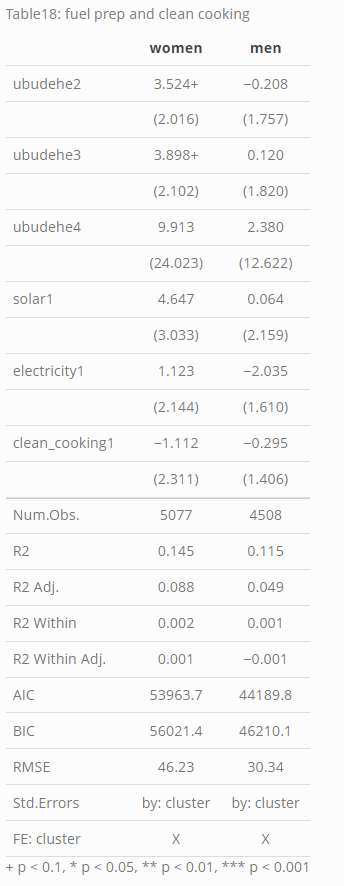 Table18: fuel prep and clean cooking
women men
ubudehe2 3.524+ −0.208
(2.016) (1.757)
ubudehe3 3.898+ 0.120
(2.102) (1.820)
ubudehe4 9.913 2.380
(24.023) (12.622)
solar1 4.647 0.064
(3.033) (2.159)
electricity1 1.123 −2.035
(2.144) (1.610)
clean_cooking1 −1.112 −0.295
(2.311) (1.406)
Num.Obs. 5077 4508
R2 0.145 0.115
R2 Adj. 0.088 0.049
R2 Within 0.002 0.001
R2 Within Adj. 0.001 −0.001
AIC 53963.7 44189.8
BIC 56021.4 46210.1
RMSE 46.23 30.34
Std.Errors by: cluster by: cluster
FE: cluster X X
+ p < 0.1, * p < 0.05, ** p < 0.01, *** p < 0.001